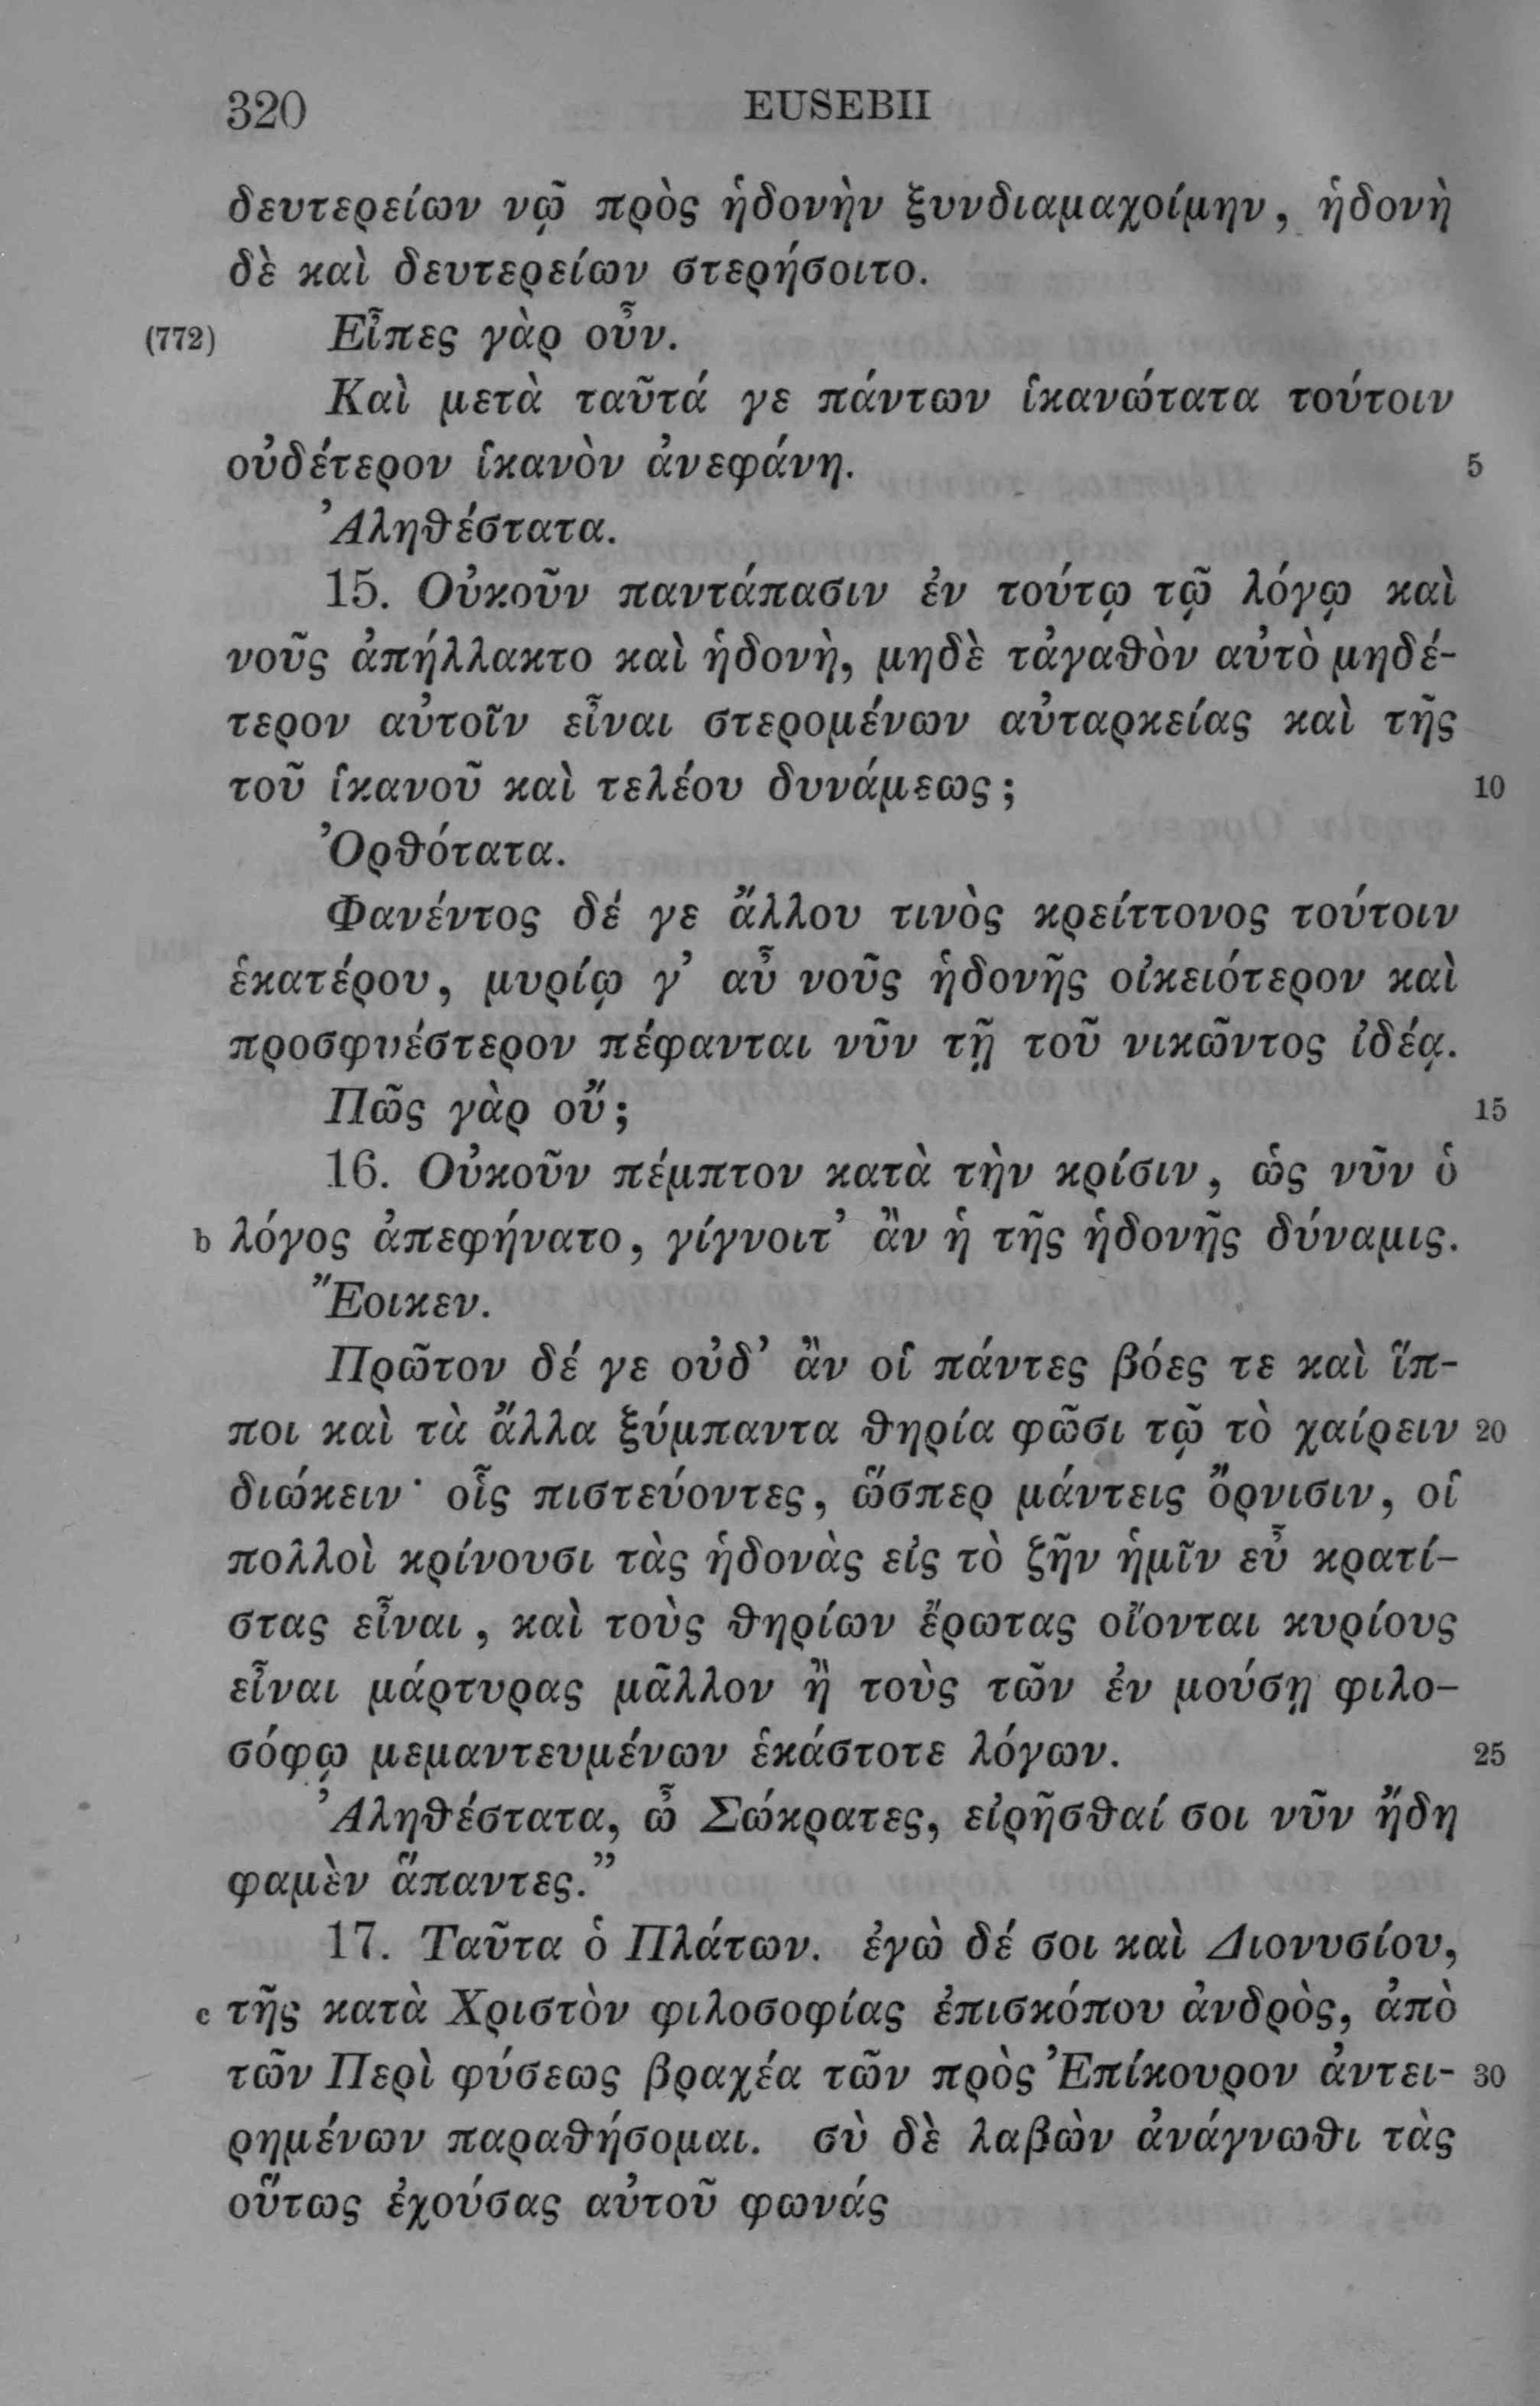 320 EUSEBII
δευτερείων νῷ πρὸς ἡδονὴν ξυνδιαμαχοίμην, ἡδονὴ
δὲ καὶ δευτερείων στερήσοιτο.
(772) Εἶπες γὰρ οὖν.
Καὶ μετὰ ταῦτά γε πάντων ἱκανώτατα τούτοιν
οὐδέτερον ἱκανὸν ἀνεφάνη. 5
Ἀληθέστατα.
15. Οὐκοῦν παντάπασιν ἐν τούτῳ τῷ λόγῳ καὶ
νοῦς ἀπήλλακτο καὶ ἡδονὴ, μηδὲ τἀγαθὸν αὐτὸ μηδέ-
τερον αὐτοῖν εἶναι στερομένων αὐταρκείας καὶ τῆς
τοῦ ἱκανοῦ καὶ τελέου δυνάμεως; 10
Ὀρθότατα.
Φανέντος δέ γε ἄλλου τινὸς κρείττονος τούτοιν
ἑκατέρου, μυρίῳ γ’ αὖ νοῦς ἡδονῆς οἰκειότερον καὶ
προσφυέστερον πέφανται νῦν τῇ τοῦ νικῶντος ἰδέᾳ.
Πῶς γὰρ οὔ; 15
16. Οὐκοῦν πέμπτον κατὰ τὴν κρίσιν, ὡς νῦν ὁ
b λόγος ἀπεφήνατο, γίγνοιτ’ ἂν ἡ τῆς ἡδονῆς δύναμις.
Ἔοικεν.
Πρῶτον δέ γε οὐδ’ ἂν οἱ πάντες βόες τε καὶ ἵπ-
ποι καὶ τὰ ἄλλα ξύμπαντα θηρία φῶσι τῷ τὸ χαίρειν 20
διώκειν· οἷς πιστεύοντες, ὥσπερ μάντεις ὄρνισιν, οἱ
πολλοὶ κρίνουσι τὰς ἡδονὰς εἰς τὸ ζῆν ἡμῖν εὖ κρατί-
στας εἶναι, καὶ τοὺς θηρίων ἔρωτας οἴονται κυρίους
εἶναι μάρτυρας μᾶλλον ἢ τοὺς τῶν ἐν μούσῃ φιλο-
σόφῳ μεμαντευμένων ἑκάστοτε λόγων. 25
Ἀληθέστατα, ὦ Σώκρατες, εἰρῆσθαί σοι νῦν ἤδη
φαμὲν ἅπαντες.”
17. Ταῦτα ὁ Πλάτων. ἐγὼ δέ σοι καὶ Διονυσίου,
c τῆς κατὰ Χριστὸν φιλοσοφίας ἐπισκόπου ἀνδρὸς, ἀπὸ
τῶν Περὶ φύσεως βραχέα τῶν πρὸς Ἐπίκουρον ἀντει- 30
ρημένων παραθήσομαι. σὺ δὲ λαβὼν ἀνάγνωθι τὰς
οὕτως ἐχούσας αὐτοῦ φωνάς